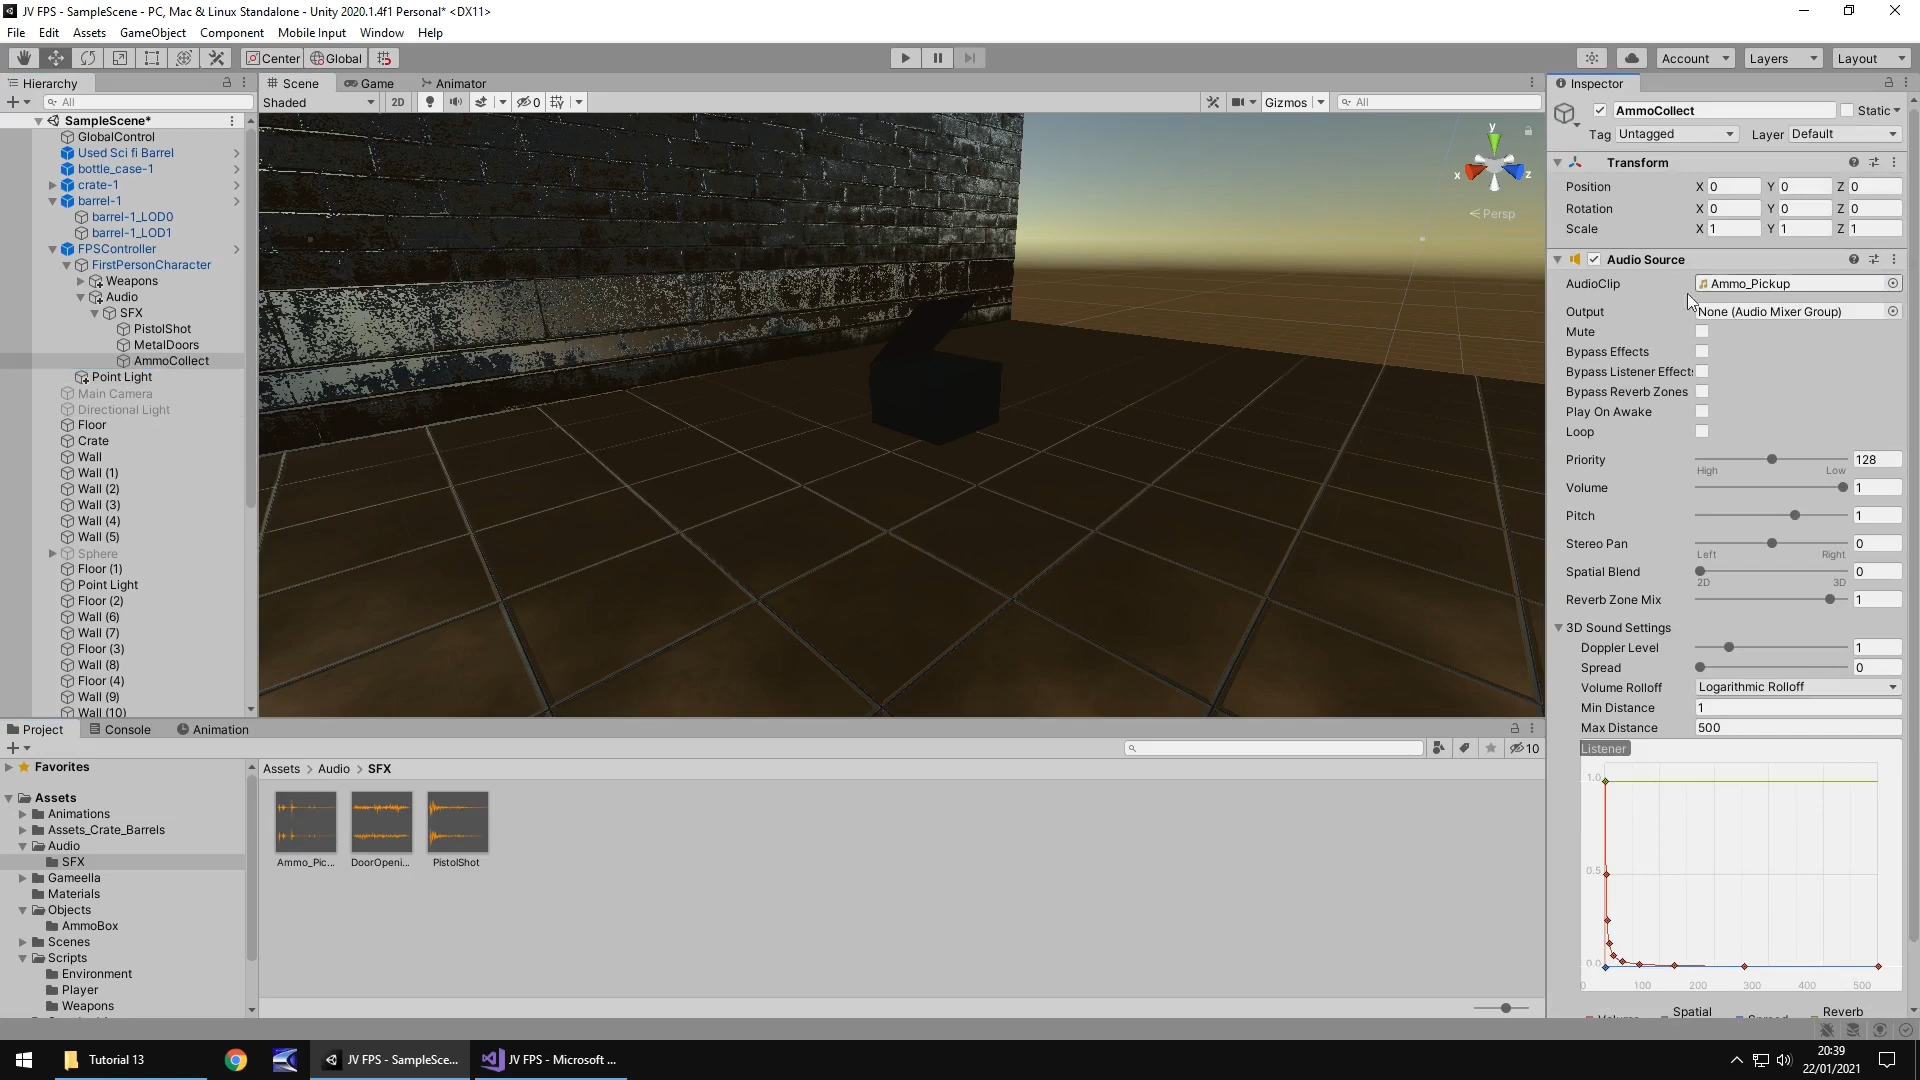 JV FPS - SampleScene - PC, Mac & Linux Standalone - Unity 2020.1.4f1 Personal* <DX11>
File Edit Assets GameObject Component Mobile Input Window Help
Center Global Account Layers Layout
Hierarchy
All
SampleScene*
GlobalControl
Used Sci fi Barrel
bottle_case-1
crate-1
barrel-1
barrel-1_LOD0
barrel-1_LOD1
FPSController
FirstPersonCharacter
Weapons
Audio
SFX
PistolShot
MetalDoors
AmmoCollect
Point Light
Main Camera
Directional Light
Floor
Crate
Wall
Wall (1)
Wall (2)
Wall (3)
Wall (4)
Wall (5)
Sphere
Floor (1)
Point Light
Floor (2)
Wall (6)
Wall (7)
Floor (3)
Wall (8)
Floor (4)
Wall (9)
Wall (10)
Scene Game Animator
Shaded 2D 0 Gizmos All
y
x z
Persp
Inspector
AmmoCollect Static
Tag Untagged Layer Default
Transform
Position X 0 Y 0 Z 0
Rotation X 0 Y 0 Z 0
Scale X 1 Y 1 Z 1
Audio Source
AudioClip Ammo_Pickup
Output None (Audio Mixer Group)
Mute
Bypass Effects
Bypass Listener Effects
Bypass Reverb Zones
Play On Awake
Loop
Priority 128
High Low
Volume 1
Pitch 1
Stereo Pan 0
Left Right
Spatial Blend 0
2D 3D
Reverb Zone Mix 1
3D Sound Settings
Doppler Level 1
Spread 0
Volume Rolloff Logarithmic Rolloff
Min Distance 1
Max Distance 500
Listener
1.0
0.5
0.0
0 100 200 300 400 500
Spatial Reverb
Project Console Animation
10
Favorites
Assets
Animations
Assets_Crate_Barrels
Audio
SFX
Gameella
Materials
Objects
AmmoBox
Scenes
Scripts
Environment
Player
Weapons
Assets > Audio > SFX
Ammo_Pic... DoorOpeni... PistolShot
Tutorial 13
JV FPS - SampleSce...
JV FPS - Microsoft ...
20:39
22/01/2021